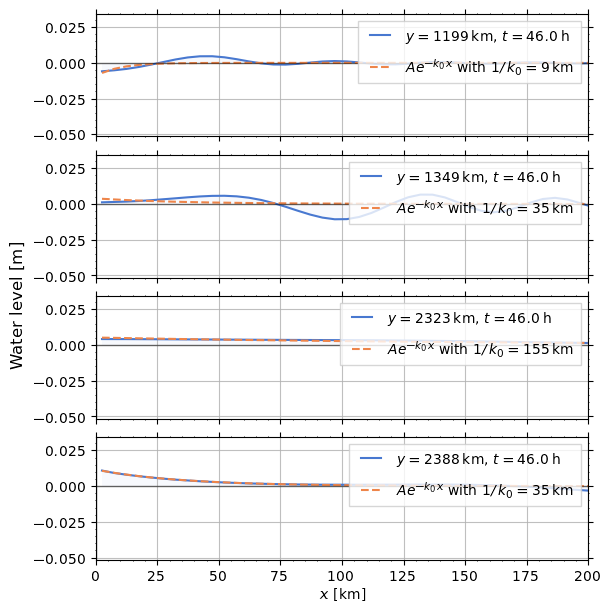 0.025
0.000
−0.025
−0.050
y = 1199 km, t = 46.0 h
Ae^{−k₀x} with 1/k₀ = 9 km
0.025
0.000
−0.025
−0.050
y = 1349 km, t = 46.0 h
Ae^{−k₀x} with 1/k₀ = 35 km
Water level [m]
0.025
0.000
−0.025
−0.050
y = 2323 km, t = 46.0 h
Ae^{−k₀x} with 1/k₀ = 155 km
0.025
0.000
−0.025
−0.050
y = 2388 km, t = 46.0 h
Ae^{−k₀x} with 1/k₀ = 35 km
0 25 50 75 100 125 150 175 200
x [km]